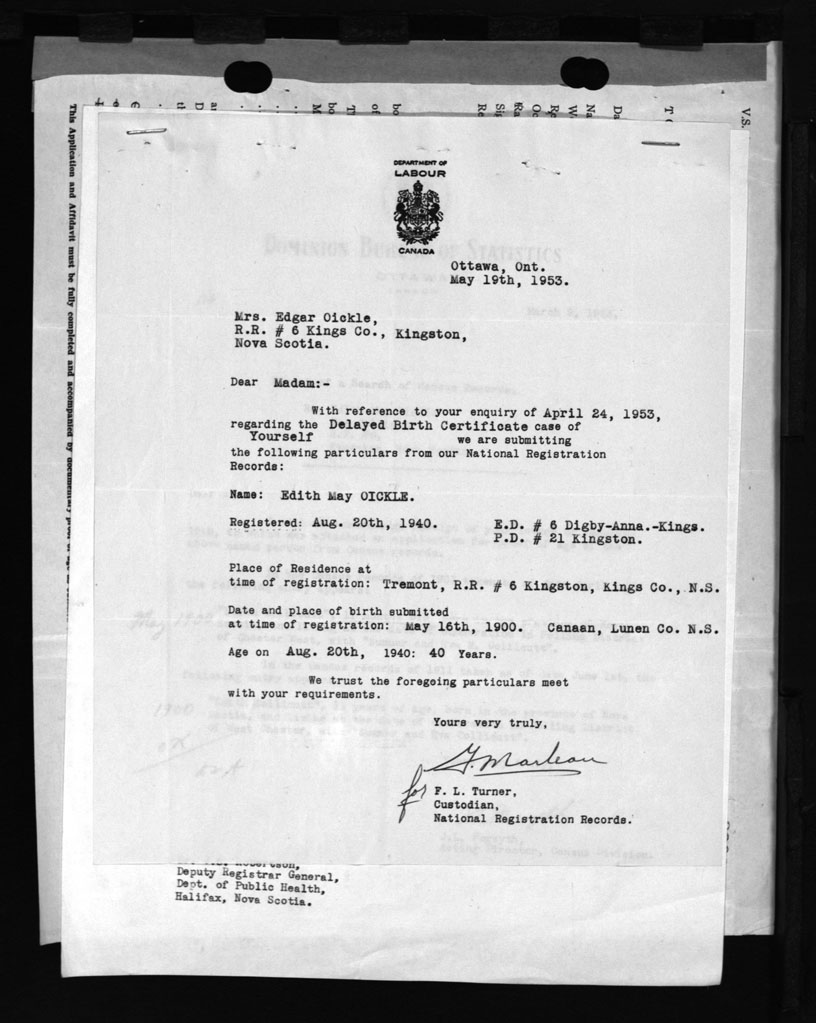 This Application and Affidavit must be fully completed and accompanied by documentary
V.S.
DEPARTMENT OF
LABOUR
CANADA
DOMINION BUREAU OF STATISTICS
OTTAWA
Ottawa, Ont.
May 19th, 1953.
Mrs. Edgar Oickle,
R.R. # 6 Kings Co., Kingston,
Nova Scotia.
Dear Madam:-
With reference to your enquiry of April 24, 1953,
regarding the Delayed Birth Certificate case of
Yourself we are submitting
the following particulars from our National Registration
Records:
Name: Edith May OICKLE.
Registered: Aug. 20th, 1940. E.D. # 6 Digby-Anna.-Kings.
P.D. # 21 Kingston.
Place of Residence at
time of registration: Tremont, R.R. # 6 Kingston, Kings Co., N.S.
Date and place of birth submitted
at time of registration: May 16th, 1900. Canaan, Lunen Co. N.S.
Age on Aug. 20th, 1940: 40 Years.
We trust the foregoing particulars meet
with your requirements.
Yours very truly,
for F. L. Turner,
Custodian,
National Registration Records.
Robertson,
Deputy Registrar General,
Dept. of Public Health,
Halifax, Nova Scotia.